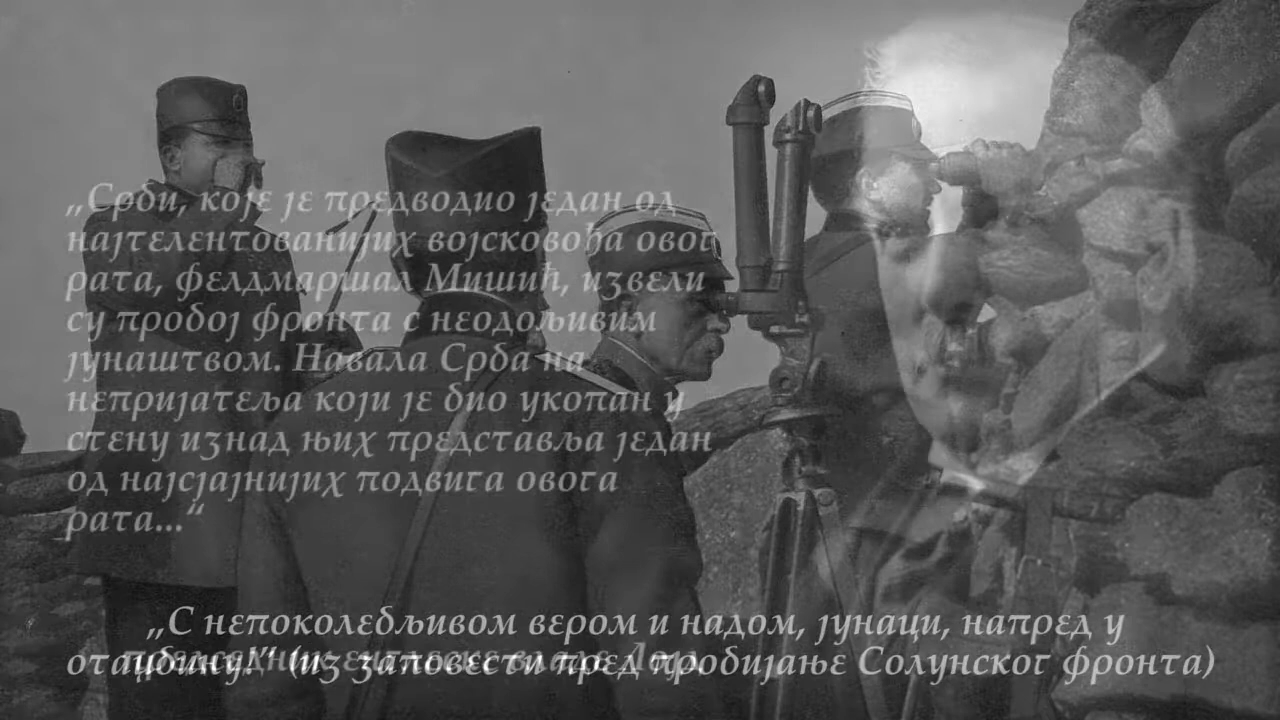 „Срби, које је предводио један од
најтелентованијих војсковођа овог
рата, фелдмаршал Мишић, извели
су пробој фронта с неодољивим
јунаштвом. Навала Срба на
непријатеља који је био укопан у
стену изнад њих представља један
од најсјајнијих подвига овога
рата...“
„С непоколебљивом вером и надом, јунаци, напред у
отаџбину!“ (из заповести пред пробијање Солунског фронта)